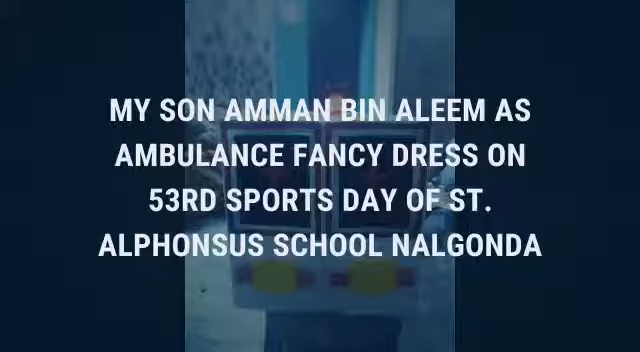 MY SON AMMAN BIN ALEEM AS
AMBULANCE FANCY DRESS ON
53RD SPORTS DAY OF ST.
ALPHONSUS SCHOOL NALGONDA